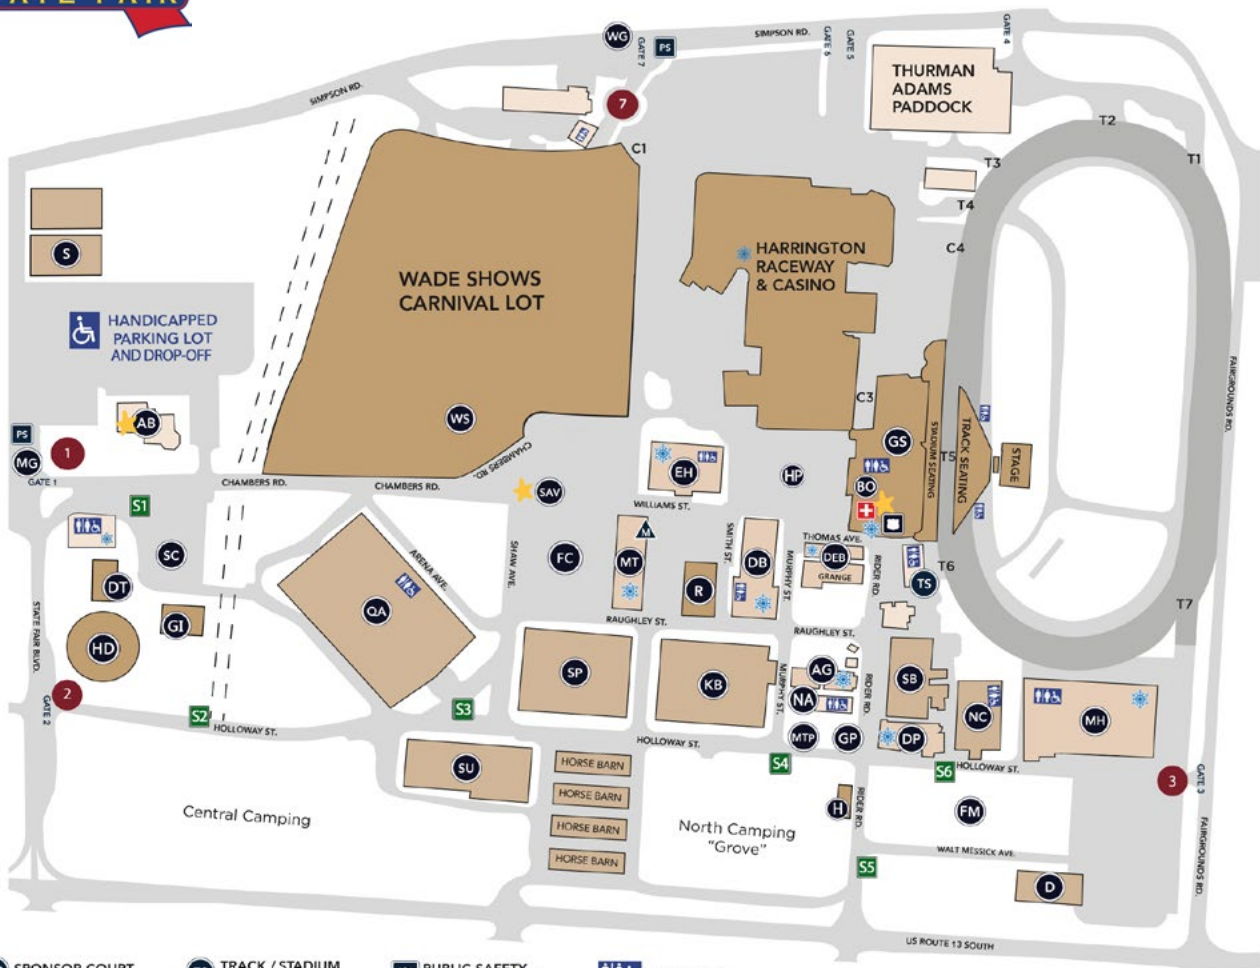 WG
GATE 7
PS
SIMPSON RD.
GATE 6
GATE 5
GATE 4
THURMAN
ADAMS
PADDOCK
SIMPSON RD.
7
C1
T2
T3
T1
T4
C4
S
HARRINGTON
RACEWAY
& CASINO
WADE SHOWS
CARNIVAL LOT
HANDICAPPED
PARKING LOT
AND DROP-OFF
FAIRGROUNDS RD.
C3
AB
WS
PS
MG
1
GATE 1
CHAMBERS RD.
CHAMBERS RD.
CHAMBERS RD.
EH
HP
GS
BO
STADIUM SEATING
T5
TRACK SEATING
STAGE
S1
SAV
WILLIAMS ST.
SC
ARENA AVE.
SHAW AVE.
FC
M
MT
SMITH ST.
DB
MURPHY ST.
THOMAS AVE.
DEB
GRANGE
RIDER RD.
T6
TS
DT
R
T7
STATE FAIR BLVD.
HD
GI
QA
RAUGHLEY ST.
RAUGHLEY ST.
SP
KB
MURPHY ST.
AG
NA
RIDER RD.
SB
NC
MH
2
GATE 2
S2
S3
HOLLOWAY ST.
HOLLOWAY ST.
MTP
GP
DP
S4
S6
HOLLOWAY ST.
3
GATE 3
SU
HORSE BARN
HORSE BARN
HORSE BARN
HORSE BARN
Central Camping
North Camping
"Grove"
H
RIDER RD.
FM
WALT MESSICK AVE.
S5
D
FAIRGROUNDS RD.
US ROUTE 13 SOUTH
SPONSOR COURT
TRACK / STADIUM
PUBLIC SAFETY